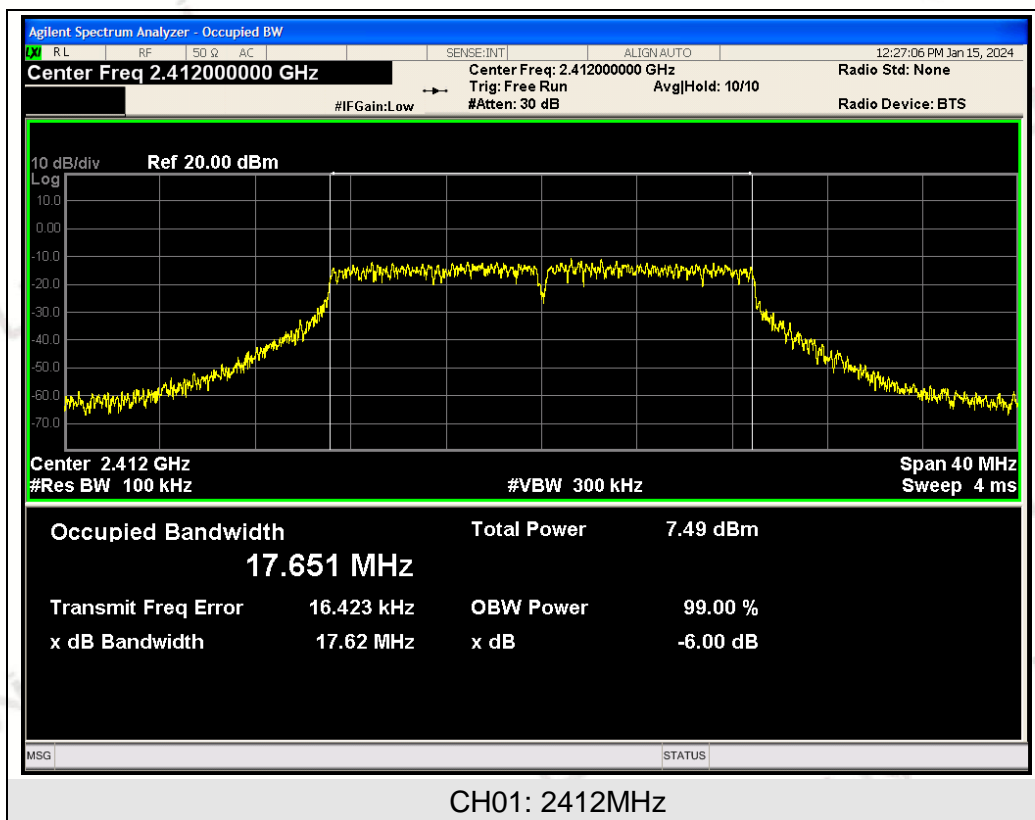 Agilent Spectrum Analyzer - Occupied BW
LXI RL RF 50 Ω AC SENSE:INT ALIGN AUTO 12:27:06 PM Jan 15, 2024
Center Freq 2.412000000 GHz Center Freq: 2.412000000 GHz Radio Std: None
Trig: Free Run Avg|Hold: 10/10
#IFGain:Low #Atten: 30 dB Radio Device: BTS
10 dB/div Ref 20.00 dBm
Log
10.0
0.00
-10.0
-20.0
-30.0
-40.0
-50.0
-60.0
-70.0
Center 2.412 GHz Span 40 MHz
#Res BW 100 kHz #VBW 300 kHz Sweep 4 ms
Occupied Bandwidth Total Power 7.49 dBm
17.651 MHz
Transmit Freq Error 16.423 kHz OBW Power 99.00 %
x dB Bandwidth 17.62 MHz x dB -6.00 dB
MSG STATUS
CH01: 2412MHz